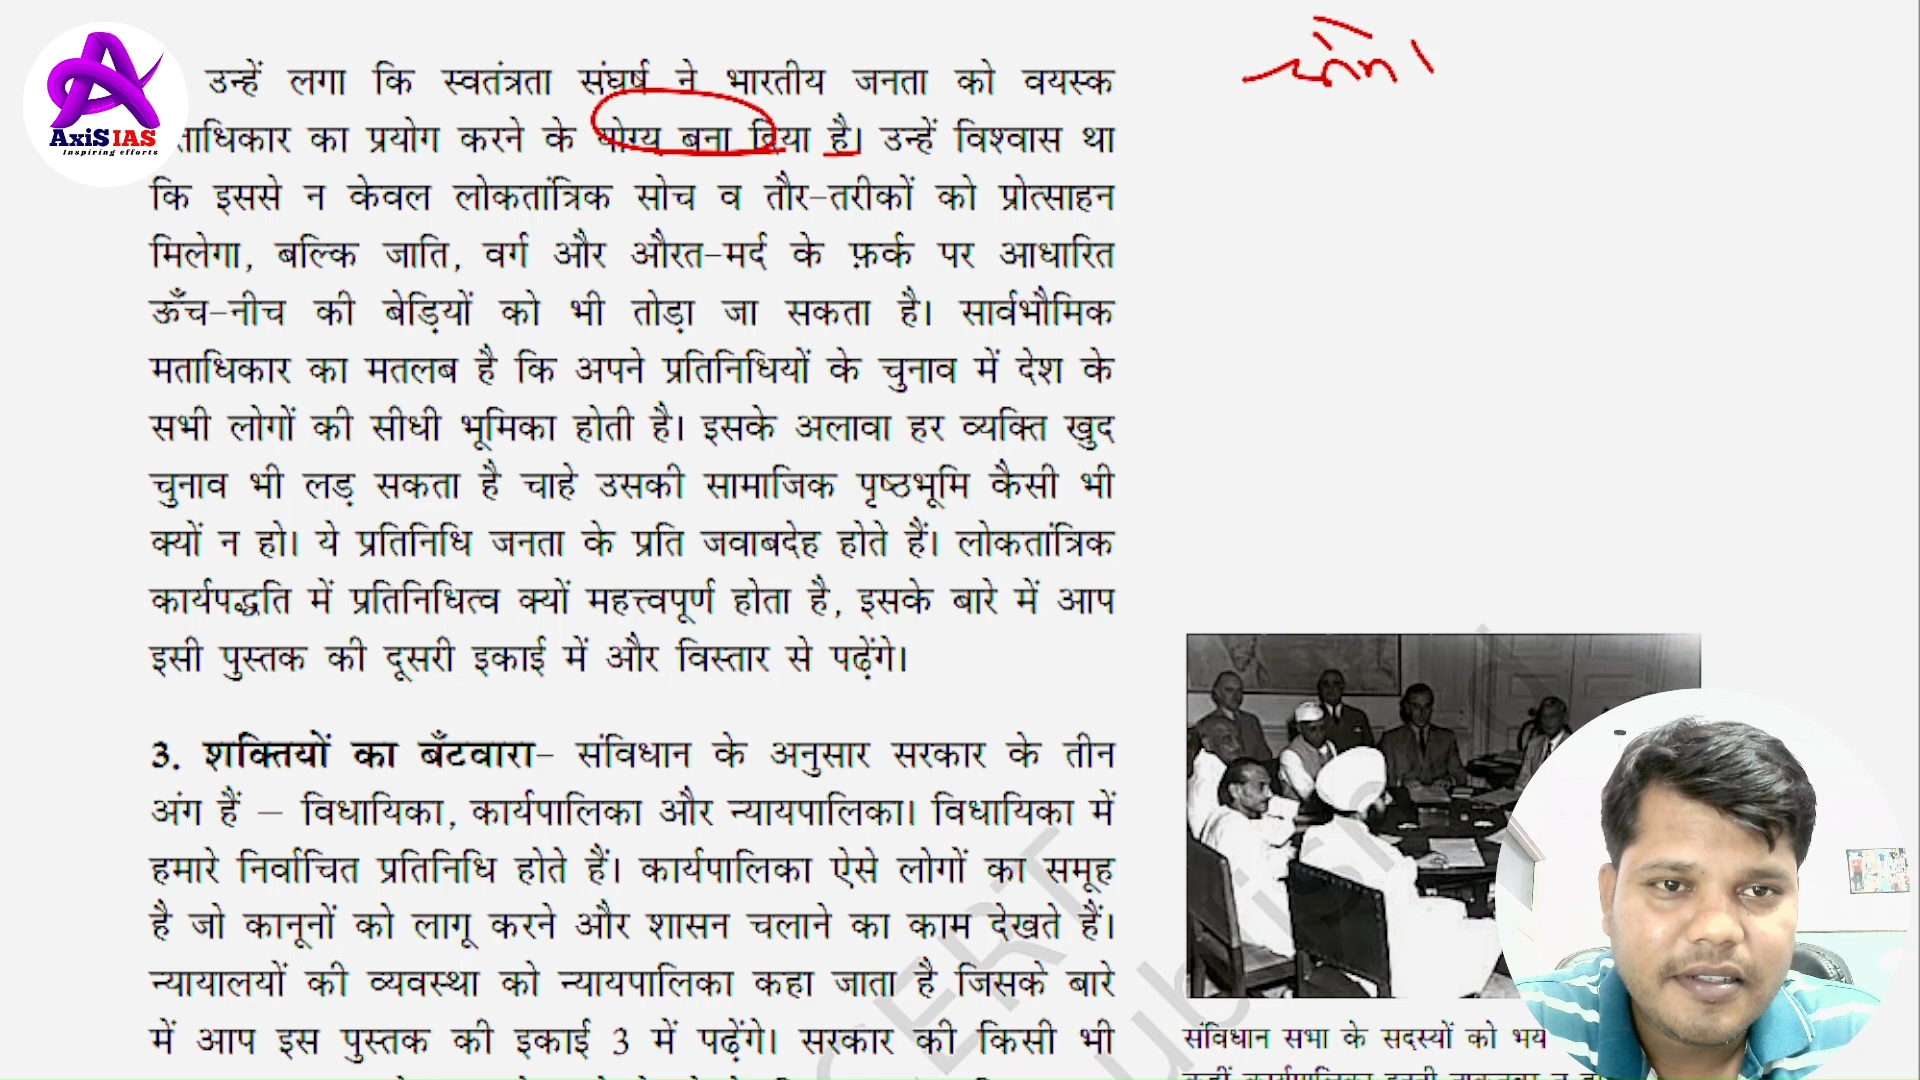 AxiS IAS
Inspiring efforts
उन्हें लगा कि स्वतंत्रता संघर्ष ने भारतीय जनता को वयस्क
मताधिकार का प्रयोग करने के योग्य बना दिया है। उन्हें विश्वास था
कि इससे न केवल लोकतांत्रिक सोच व तौर–तरीकों को प्रोत्साहन
मिलेगा, बल्कि जाति, वर्ग और औरत–मर्द के फ़र्क पर आधारित
ऊँच–नीच की बेड़ियों को भी तोड़ा जा सकता है। सार्वभौमिक
मताधिकार का मतलब है कि अपने प्रतिनिधियों के चुनाव में देश के
सभी लोगों की सीधी भूमिका होती है। इसके अलावा हर व्यक्ति खुद
चुनाव भी लड़ सकता है चाहे उसकी सामाजिक पृष्ठभूमि कैसी भी
क्यों न हो। ये प्रतिनिधि जनता के प्रति जवाबदेह होते हैं। लोकतांत्रिक
कार्यपद्धति में प्रतिनिधित्व क्यों महत्त्वपूर्ण होता है, इसके बारे में आप
इसी पुस्तक की दूसरी इकाई में और विस्तार से पढ़ेंगे।
3. शक्तियों का बँटवारा– संविधान के अनुसार सरकार के तीन
अंग हैं – विधायिका, कार्यपालिका और न्यायपालिका। विधायिका में
हमारे निर्वाचित प्रतिनिधि होते हैं। कार्यपालिका ऐसे लोगों का समूह
है जो कानूनों को लागू करने और शासन चलाने का काम देखते हैं।
न्यायालयों की व्यवस्था को न्यायपालिका कहा जाता है जिसके बारे
में आप इस पुस्तक की इकाई 3 में पढ़ेंगे। सरकार की किसी भी
संविधान सभा के सदस्यों को भय